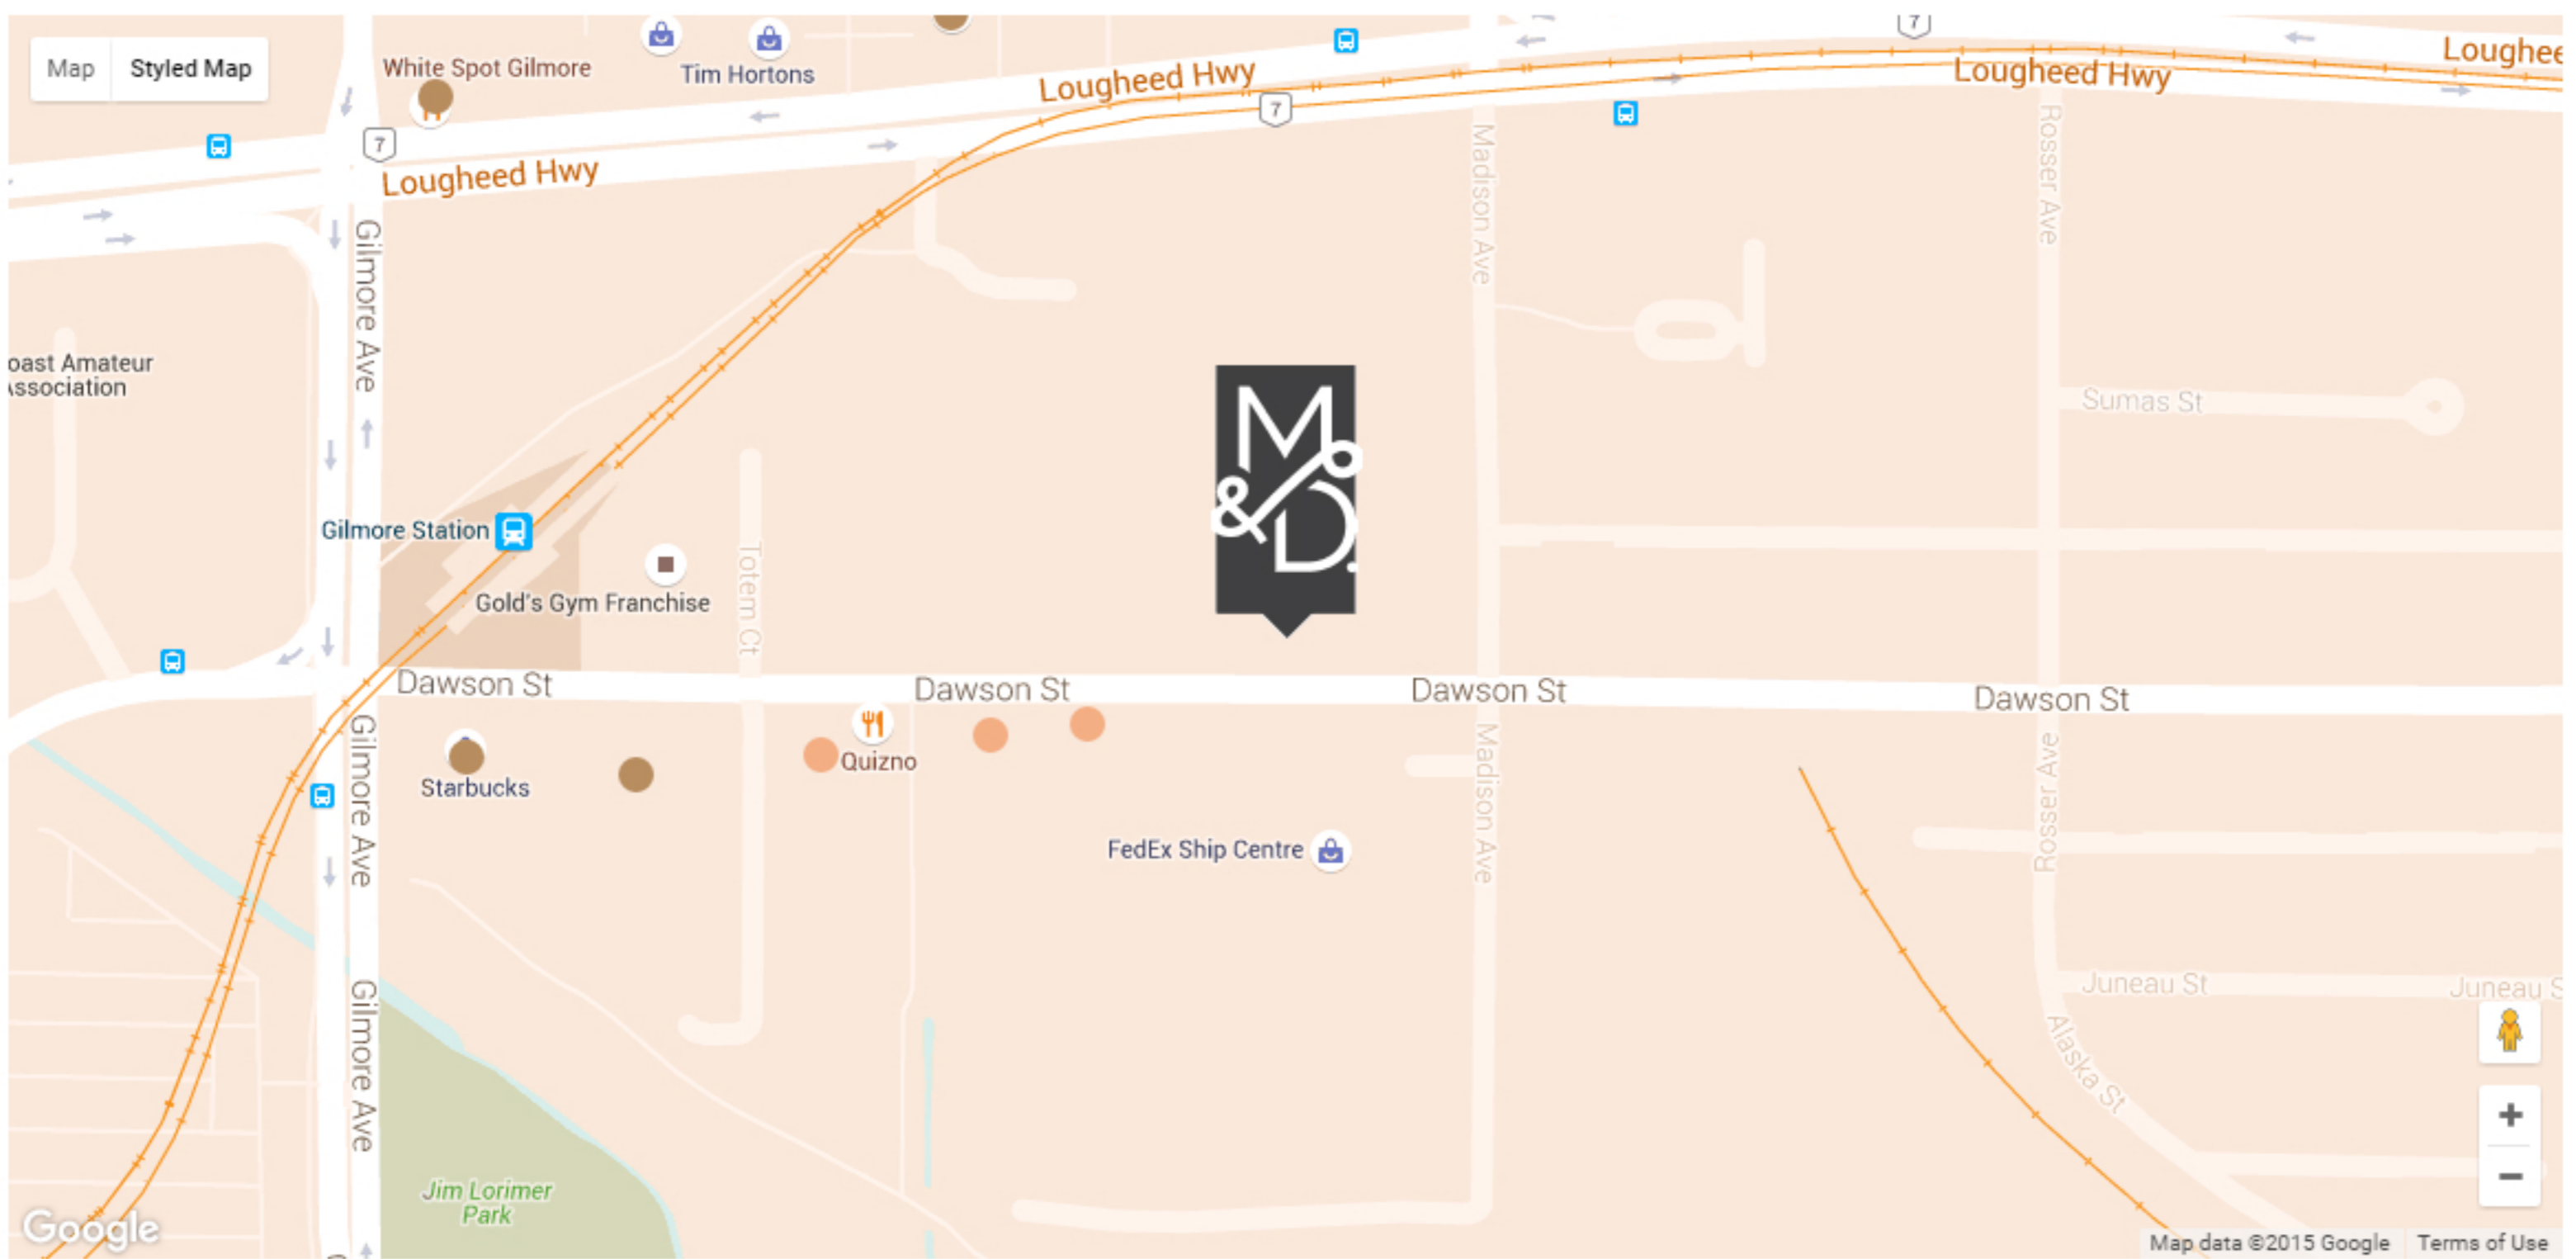 Map
Styled Map
White Spot Gilmore
Tim Hortons
Lougheed Hwy
7
Lougheed Hwy
Loughee
7
7
Lougheed Hwy
Gilmore Ave
Madison Ave
Rosser Ave
oast Amateur
Association
Sumas St
M
&D.
Gilmore Station
Gold's Gym Franchise
Totem Ct
Dawson St
Dawson St
Dawson St
Dawson St
Gilmore Ave
Starbucks
Quizno
Madison Ave
Rosser Ave
FedEx Ship Centre
Gilmore Ave
Juneau St
Juneau S
Alaska St
Jim Lorimer
Park
Google
Map data ©2015 Google
Terms of Use